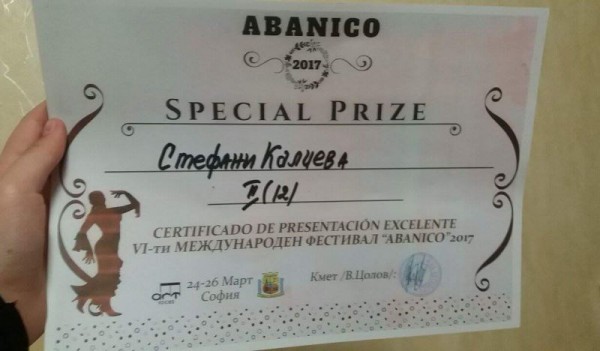 ABANICO
2017
SPECIAL PRIZE
Стефани Калчева
II (12)
CERTIFICADO DE PRESENTACIÓN EXCELENTE
VI-ти МЕЖДУНАРОДЕН ФЕСТИВАЛ "ABANICO"2017
24-26 Март
София
Кмет /В.Цолов/: